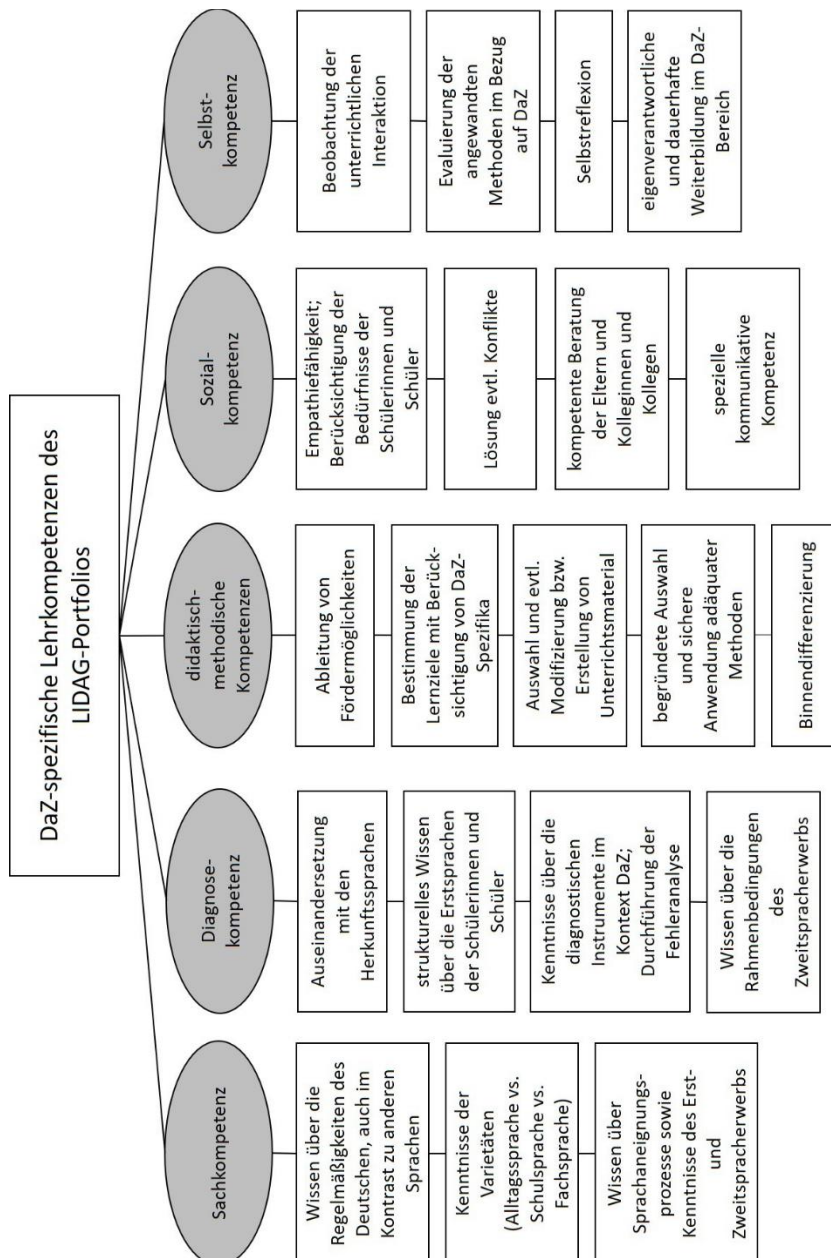 DaZ-spezifische Lehrkompetenzen des
LIDAG-Portfolios
Sachkompetenz
Wissen über die
Regelmäßigkeiten des
Deutschen, auch im
Kontrast zu anderen
Sprachen
Kenntnisse der
Varietäten
(Alltagssprache vs.
Schulsprache vs.
Fachsprache)
Wissen über
Sprachaneignungs-
prozesse sowie
Kenntnisse des Erst-
und
Zweitspracherwerbs
Diagnose-
kompetenz
Auseinandersetzung
mit den
Herkunftssprachen
strukturelles Wissen
über die Erstsprachen
der Schülerinnen und
Schüler
Kenntnisse über die
diagnostischen
Instrumente im
Kontext DaZ;
Durchführung der
Fehleranalyse
Wissen über die
Rahmenbedingungen
des
Zweitspracherwerbs
didaktisch-
methodische
Kompetenzen
Ableitung von
Fördermöglichkeiten
Bestimmung der
Lernziele mit Berück-
sichtigung von DaZ-
Spezifika
Auswahl und evtl.
Modifizierung bzw.
Erstellung von
Unterrichtsmaterial
begründete Auswahl
und sichere
Anwendung adäquater
Methoden
Binnendifferenzierung
Sozial-
kompetenz
Empathiefähigkeit;
Berücksichtigung der
Bedürfnisse der
Schülerinnen und
Schüler
Lösung evtl. Konflikte
kompetente Beratung
der Eltern und
Kolleginnen und
Kollegen
spezielle
kommunikative
Kompetenz
Selbst-
kompetenz
Beobachtung der
unterrichtlichen
Interaktion
Evaluierung der
angewandten
Methoden im Bezug
auf DaZ
Selbstreflexion
eigenverantwortliche
und dauerhafte
Weiterbildung im DaZ-
Bereich